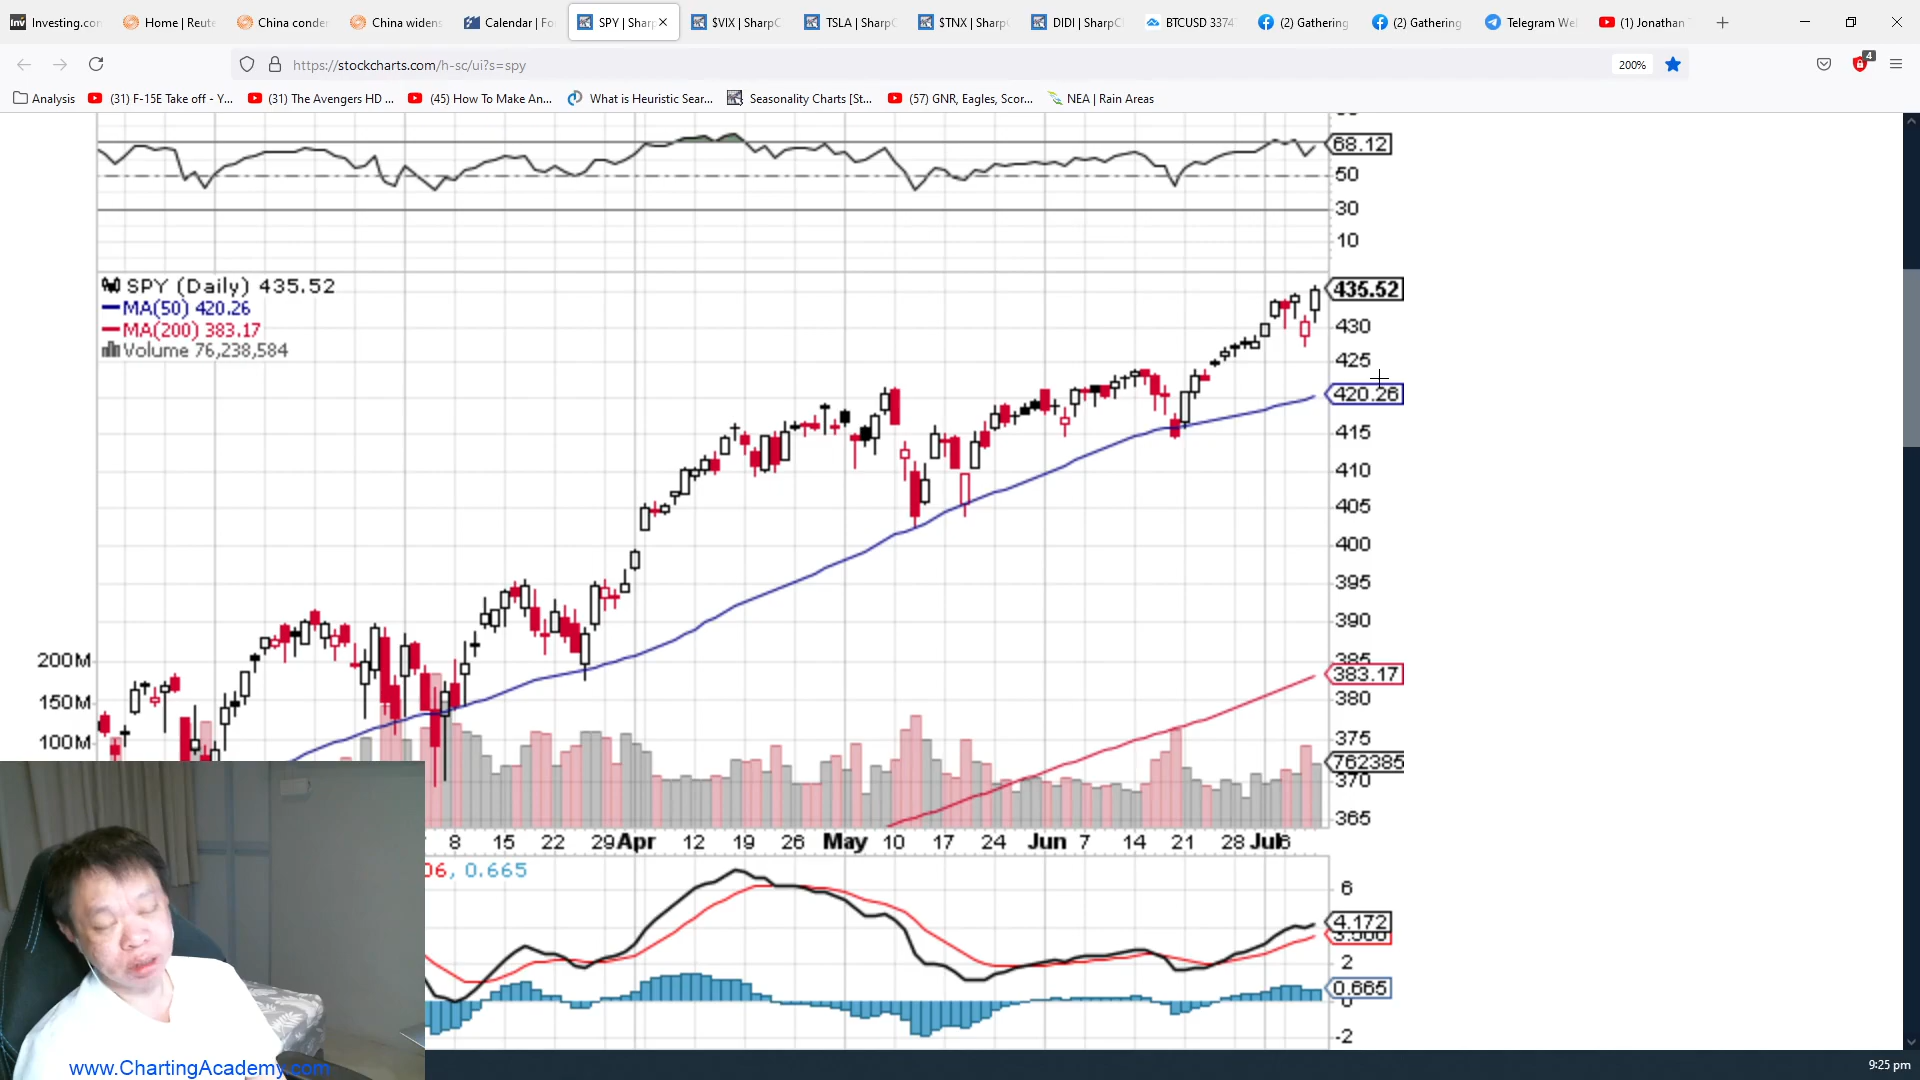 Investing.com
Home | Reute
China conde
China widens
Calendar | Fo
SPY | Sharp
$VIX | SharpC
TSLA | SharpC
$TNX | SharpC
DIDI | SharpC
BTCUSD 3374
(2) Gathering
(2) Gathering
Telegram We
(1) Jonathan
https://stockcharts.com/h-sc/ui?s=spy
200%
4
Analysis
(31) F-15E Take off - Y...
(31) The Avengers HD ...
(45) How To Make An...
What is Heuristic Sear...
Seasonality Charts [St...
(57) GNR, Eagles, Scor...
NEA | Rain Areas
68.12
50
30
10
SPY (Daily) 435.52
MA(50) 420.26
MA(200) 383.17
Volume 76,238,584
435.52
430
425
420.26
415
410
405
400
395
390
385
383.17
380
375
762385
370
365
200M
150M
100M
8 15 22 29 Apr 12 19 26 May 10 17 24 Jun 7 14 21 28 Jul 6
06, 0.665
6
4.172
2
0.665
0
-2
www.ChartingAcademy.com
9:25 pm